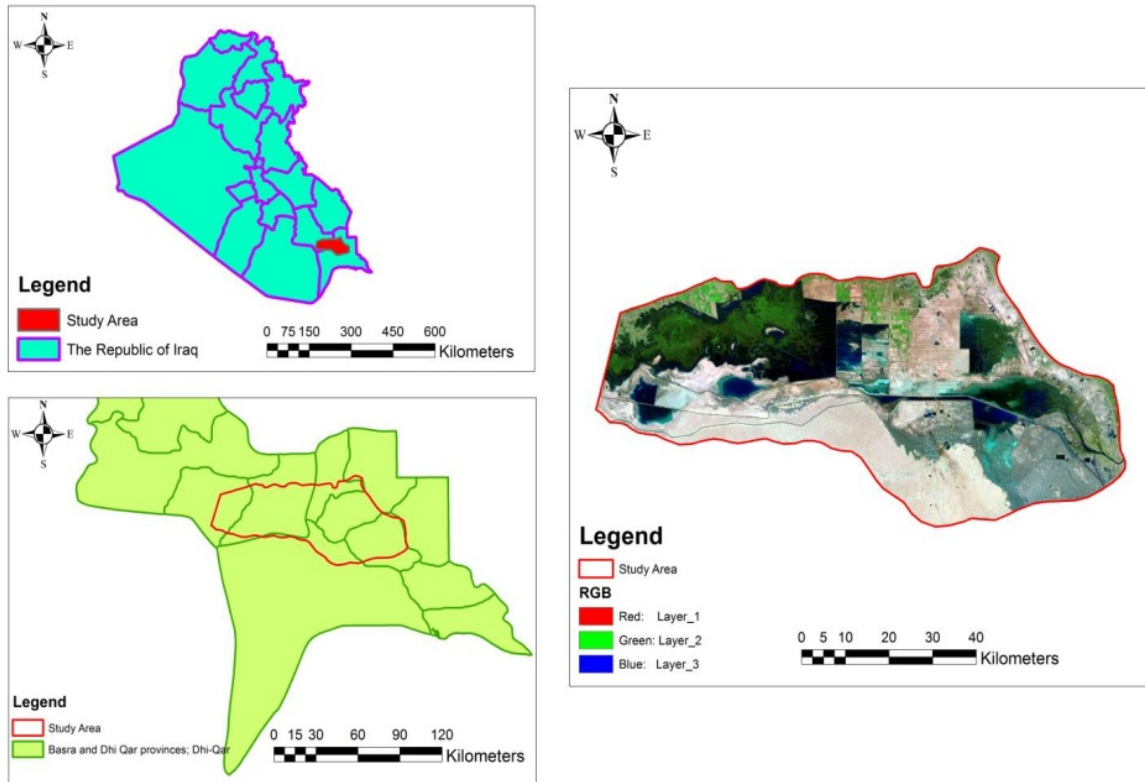 N
W E
S
Legend
Study Area
The Republic of Iraq
0 75 150 300 450 600
Kilometers
N
W E
S
Legend
Study Area
Basra and Dhi Qar provinces; Dhi-Qar
0 15 30 60 90 120
Kilometers
N
W E
S
Legend
Study Area
RGB
Red: Layer_1
Green: Layer_2
Blue: Layer_3
0 5 10 20 30 40
Kilometers